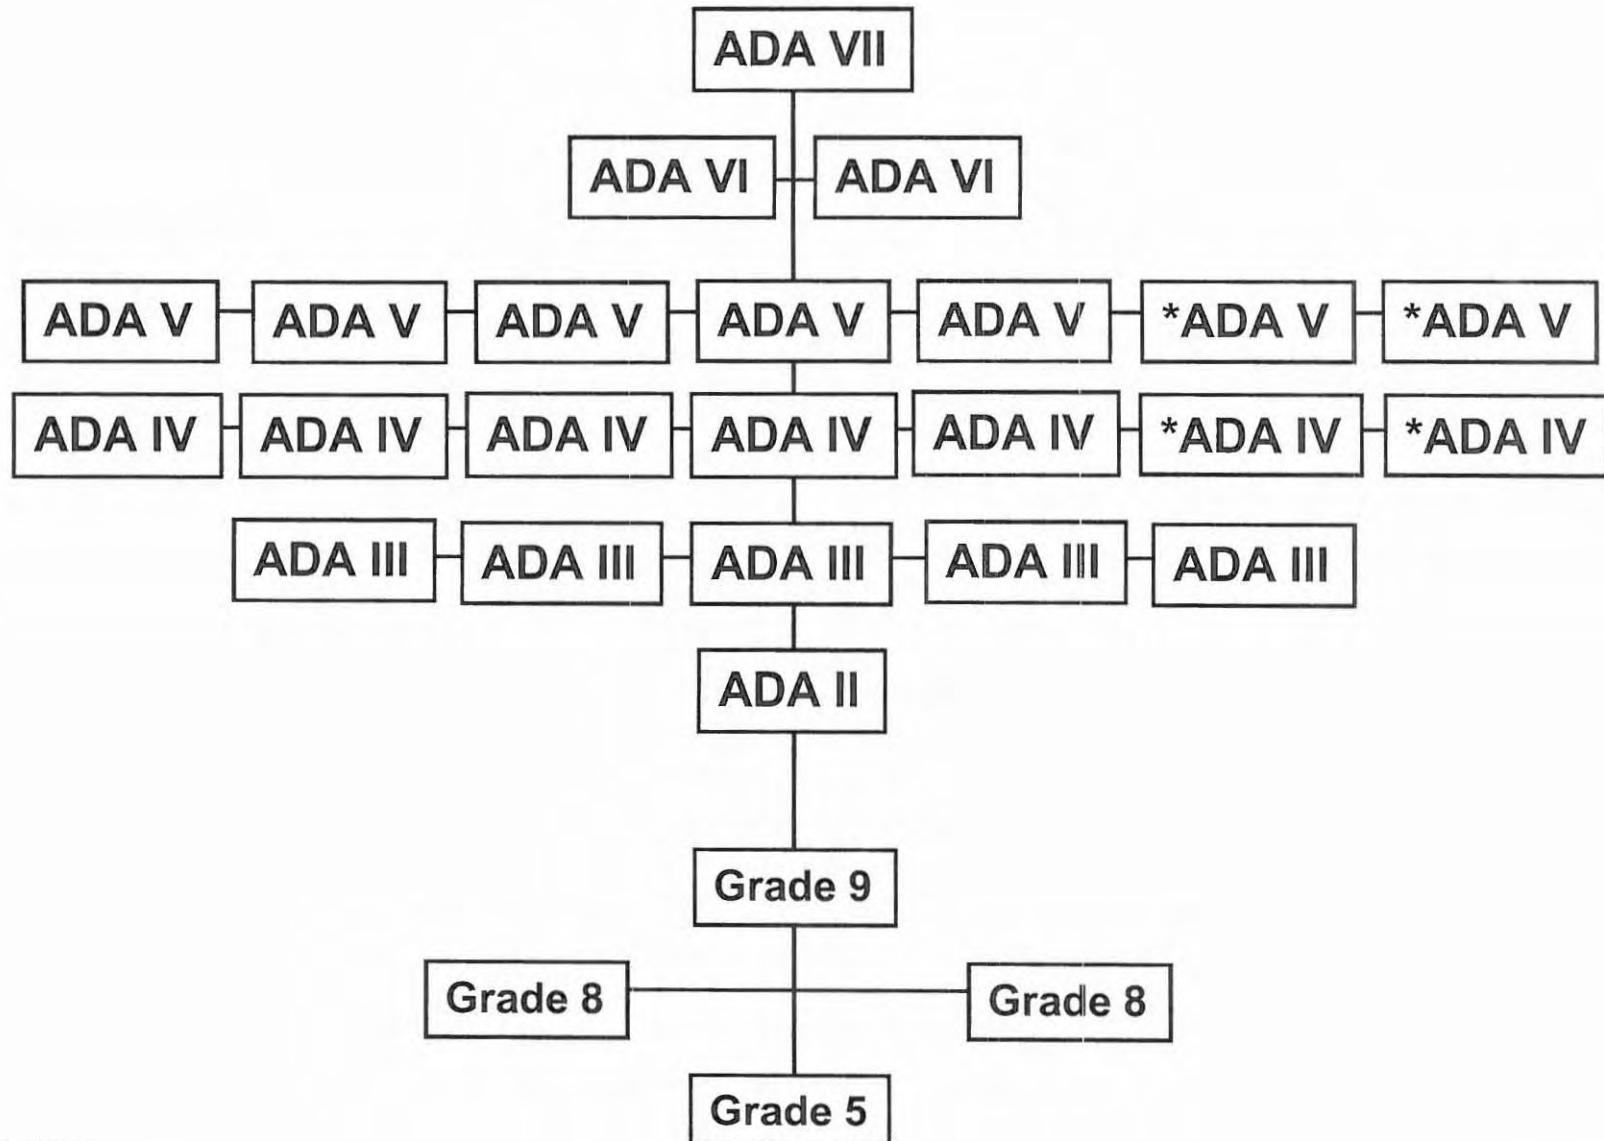 ADA VII
ADA VI ADA VI
ADA V ADA V ADA V ADA V ADA V *ADA V *ADA V
ADA IV ADA IV ADA IV ADA IV ADA IV *ADA IV *ADA IV
ADA III ADA III ADA III ADA III ADA III
ADA II
Grade 9
Grade 8 Grade 8
Grade 5